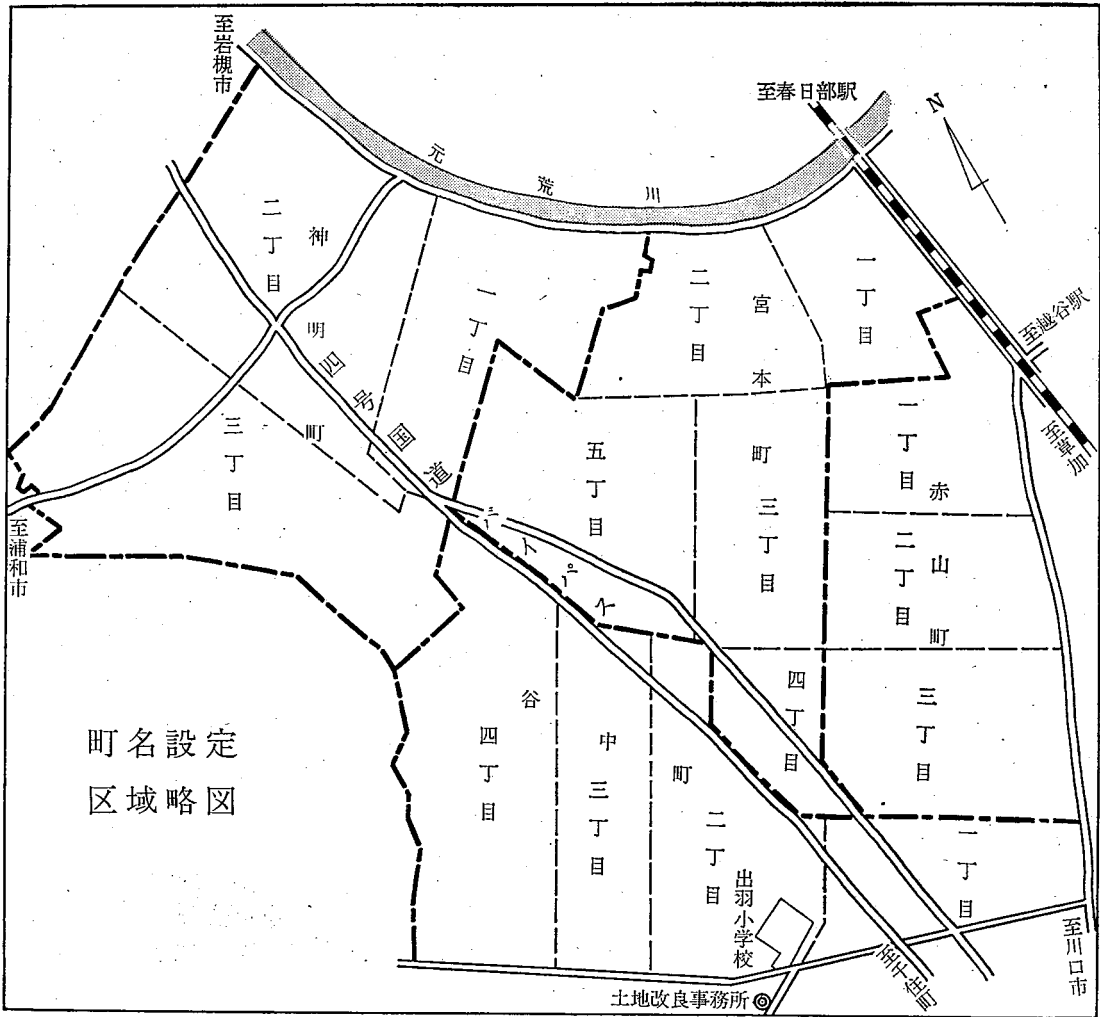 至岩槻市
至春日部駅
N
元荒川
二丁目
神明町
一丁目
三丁目
四号国道
バイパス
至浦和市
二丁目
宮本町
一丁目
五丁目
三丁目
四丁目
至越谷駅
至草加
一丁目
赤山町
二丁目
三丁目
谷中町
四丁目
三丁目
二丁目
一丁目
出羽小学校
土地改良事務所
至千住町
至川口市
町名設定
区域略図